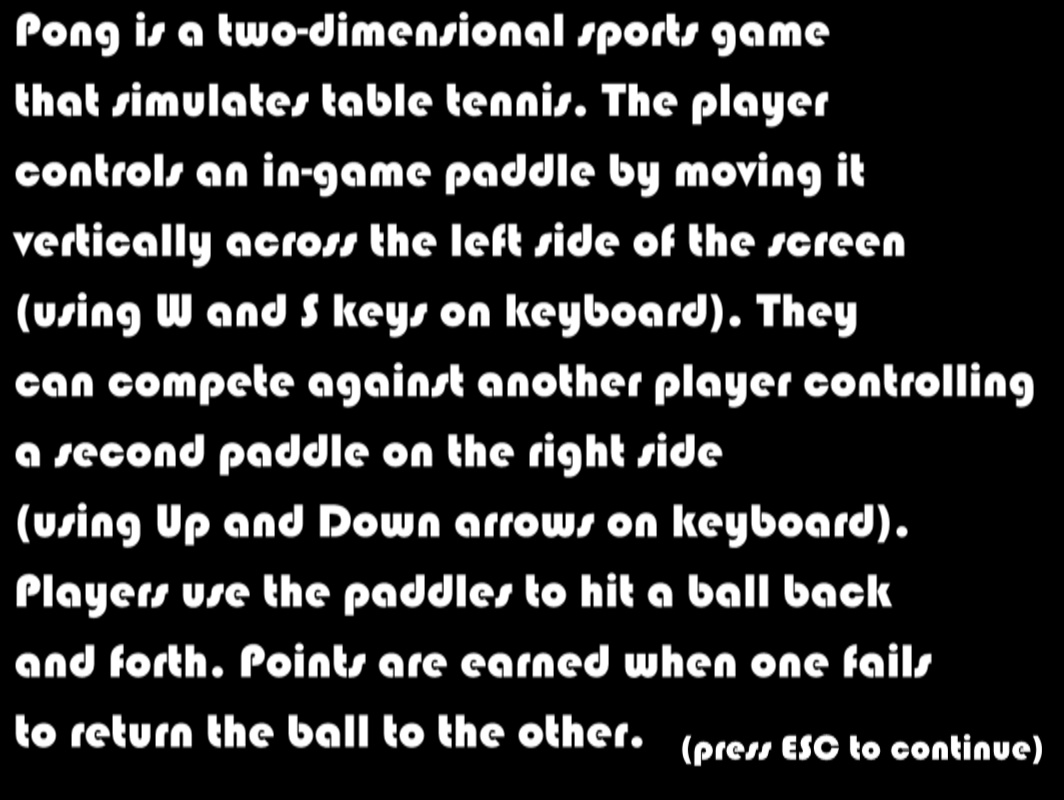 Pong is a two-dimensional sports game
that simulates table tennis. The player
controls an in-game paddle by moving it
vertically across the left side of the screen
(using W and S keys on keyboard). They
can compete against another player controlling
a second paddle on the right side
(using Up and Down arrows on keyboard).
Players use the paddles to hit a ball back
and forth. Points are earned when one fails
to return the ball to the other.
(press ESC to continue)